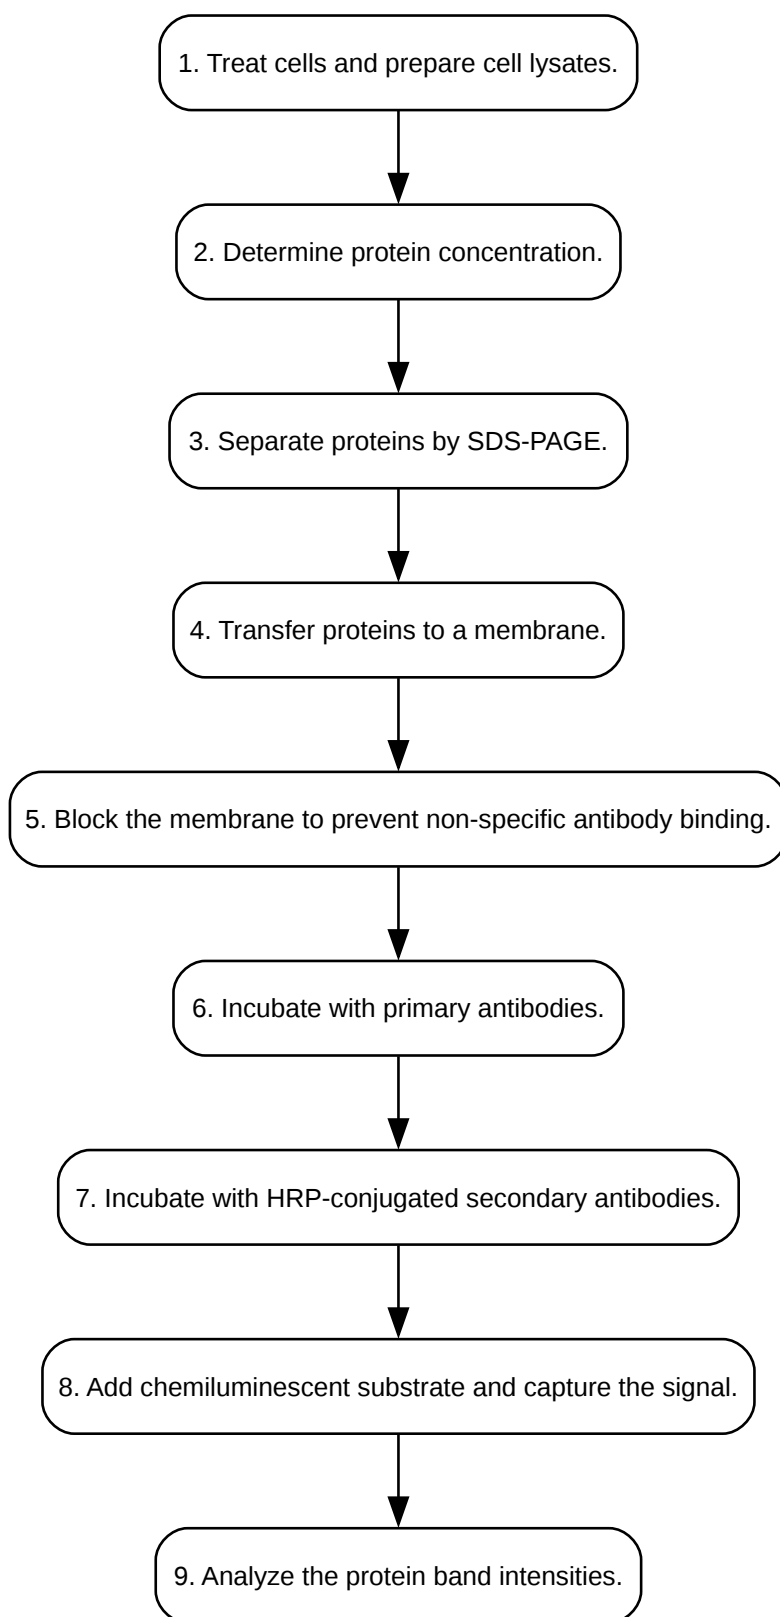 1. Treat cells and prepare cell lysates.
2. Determine protein concentration.
3. Separate proteins by SDS-PAGE.
4. Transfer proteins to a membrane.
5. Block the membrane to prevent non-specific antibody binding.
6. Incubate with primary antibodies.
7. Incubate with HRP-conjugated secondary antibodies.
8. Add chemiluminescent substrate and capture the signal.
9. Analyze the protein band intensities.